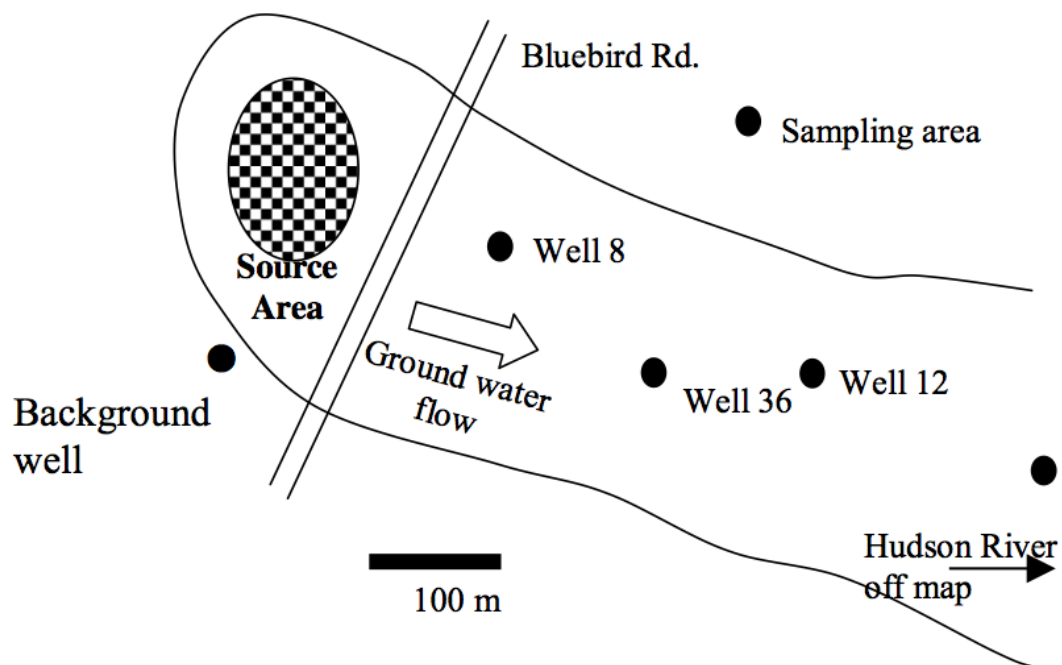 Bluebird Rd.
Sampling area
Well 8
Source
Area
Ground water
flow
Well 36
Well 12
Background
well
Hudson River
off map
100 m